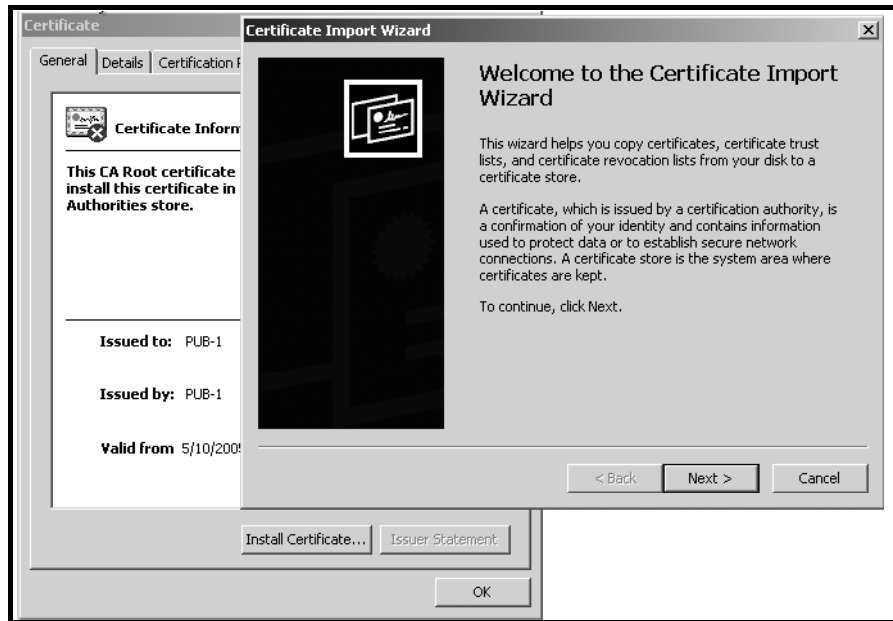 Certificate
General
Details
Certification
Certificate Inform
This CA Root certificate
install this certificate in
Authorities store.
Issued to: PUB-1
Issued by: PUB-1
Valid from 5/10/200
Install Certificate...
Issuer Statement
OK
Certificate Import Wizard
Welcome to the Certificate Import
Wizard
This wizard helps you copy certificates, certificate trust
lists, and certificate revocation lists from your disk to a
certificate store.
A certificate, which is issued by a certification authority, is
a confirmation of your identity and contains information
used to protect data or to establish secure network
connections. A certificate store is the system area where
certificates are kept.
To continue, click Next.
< Back
Next >
Cancel